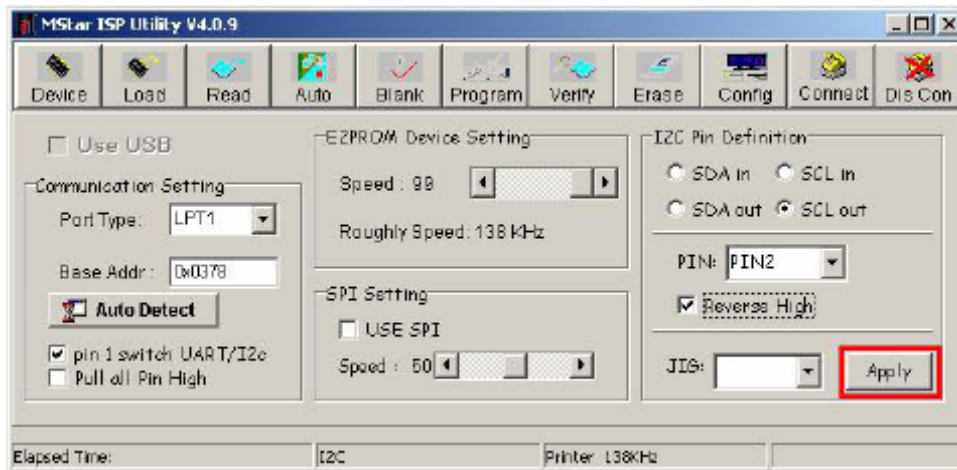 MStar ISP Utility V4.0.9
Device Load Read Auto Blank Program Verify Erase Config Connect Dis Con
Use USB
Communication Setting
Port Type: LPT1
Base Addr: 0x0378
Auto Detect
pin 1 switch UART/I2c
Pull all Pin High
EZPROM Device Setting
Speed : 99
Roughly Speed: 138 KHz
SPI Setting
USE SPI
Speed : 50
I2C Pin Definition
SDA in SCL in
SDA out SCL out
PIN: PIN2
Reverse High
JIG:
Apply
Elapsed Time: I2C Printer 138KHz